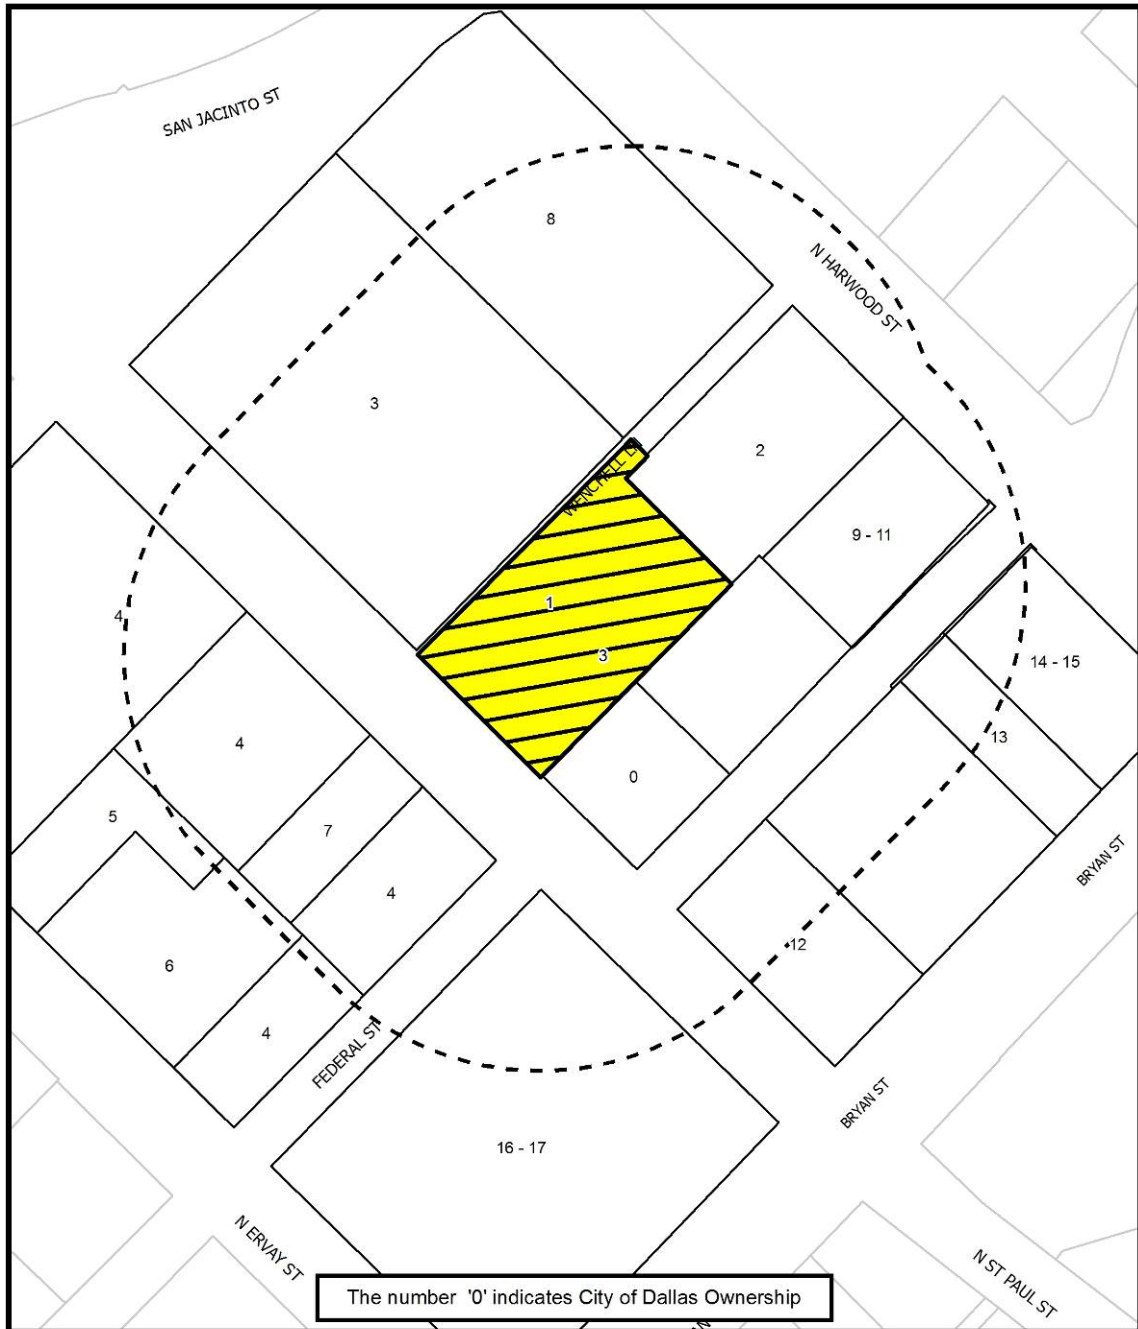 SAN JACINTO ST
8
N HARWOOD ST
3
2
9 - 11
1
3
4
14 - 15
13
4
0
7
5
4
BRYAN ST
12
6
4
FEDERAL ST
BRYAN ST
16 - 17
N ERVAY ST
N ST PAUL ST
The number '0' indicates City of Dallas Ownership